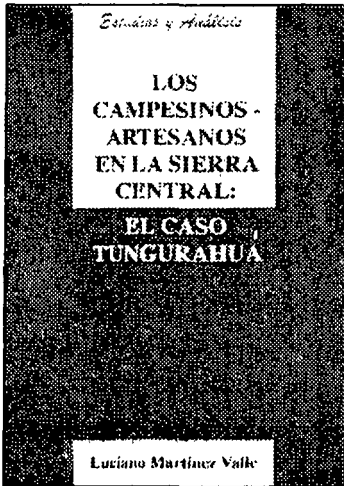 Estudios y Análisis
LOS
CAMPESINOS -
ARTESANOS
EN LA SIERRA
CENTRAL:
EL CASO
TUNGURAHUA
Luciano Martínez Valle